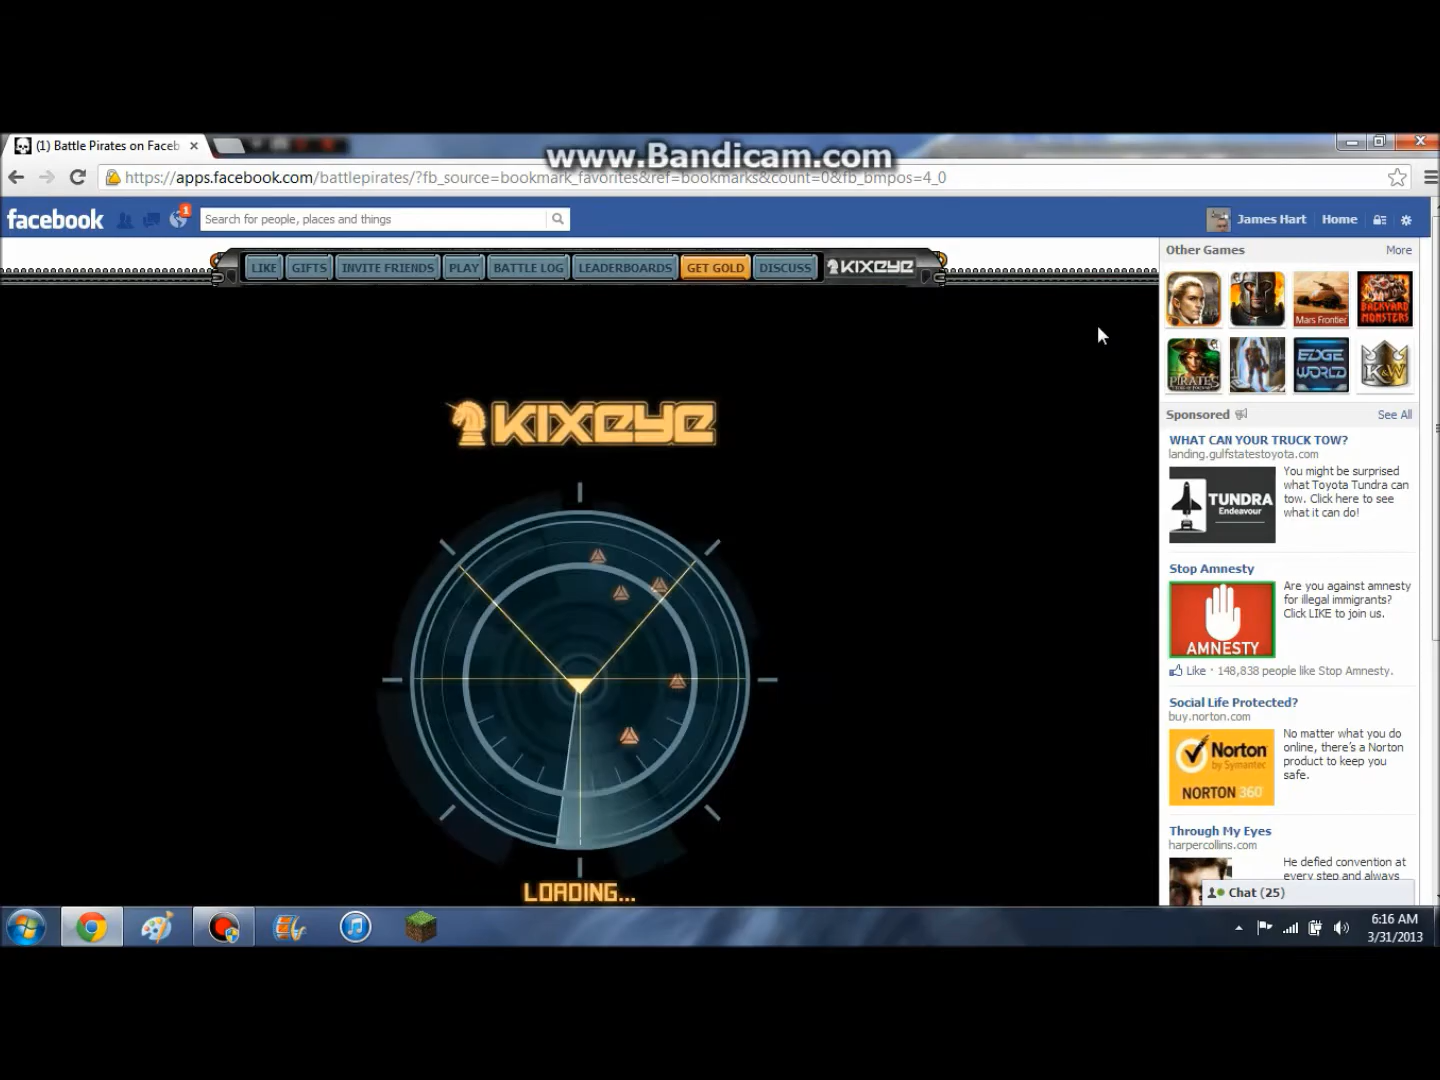 (1) Battle Pirates on Faceb
www.Bandicam.com
https://apps.facebook.com/battlepirates/?fb_source=bookmark_favorites&ref=bookmarks&count=0&fb_bmpos=4_0
facebook
1
Search for people, places and things
James Hart
Home
LIKE
GIFTS
INVITE FRIENDS
PLAY
BATTLE LOG
LEADERBOARDS
GET GOLD
DISCUSS
KIXEYE
Other Games
More
Mars Frontier
BACKYARD
MONSTERS
PIRATES
EDGE
WORLD
K&W
KIXEYE
LOADING...
Sponsored
See All
WHAT CAN YOUR TRUCK TOW?
landing.gulfstatestoyota.com
TUNDRA
Endeavour
You might be surprised
what Toyota Tundra can
tow. Click here to see
what it can do!
Stop Amnesty
AMNESTY
Are you against amnesty
for illegal immigrants?
Click LIKE to join us.
Like · 148,838 people like Stop Amnesty.
Social Life Protected?
buy.norton.com
Norton
by Symantec
NORTON 360
No matter what you do
online, there's a Norton
product to keep you
safe.
Through My Eyes
harpercollins.com
He defied convention at
every step and always
Chat (25)
6:16 AM
3/31/2013